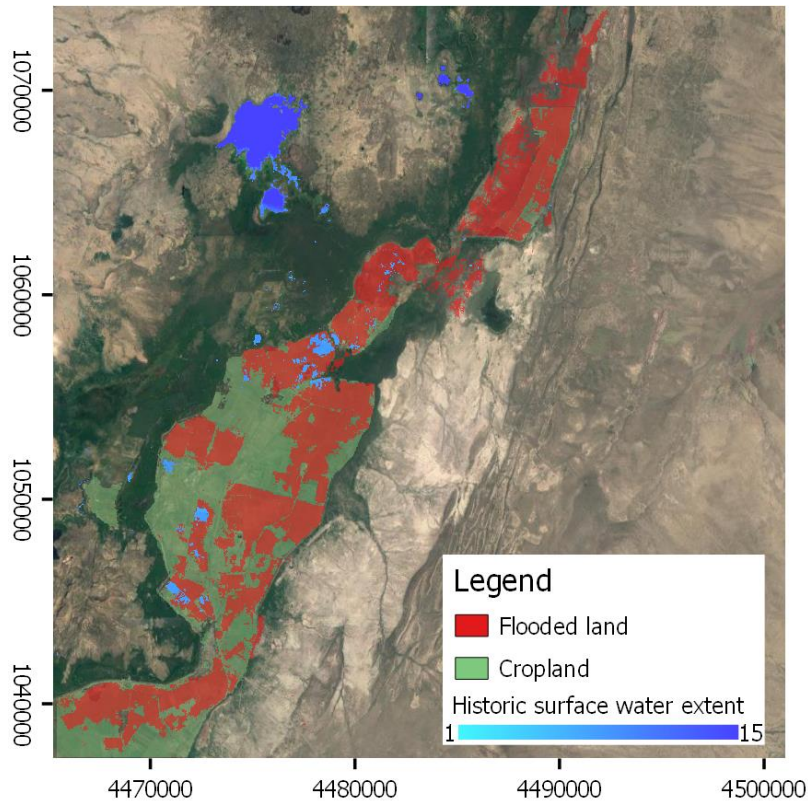 1070000
1060000
1050000
1040000
Legend
Flooded land
Cropland
Historic surface water extent
1 15
4470000 4480000 4490000 4500000